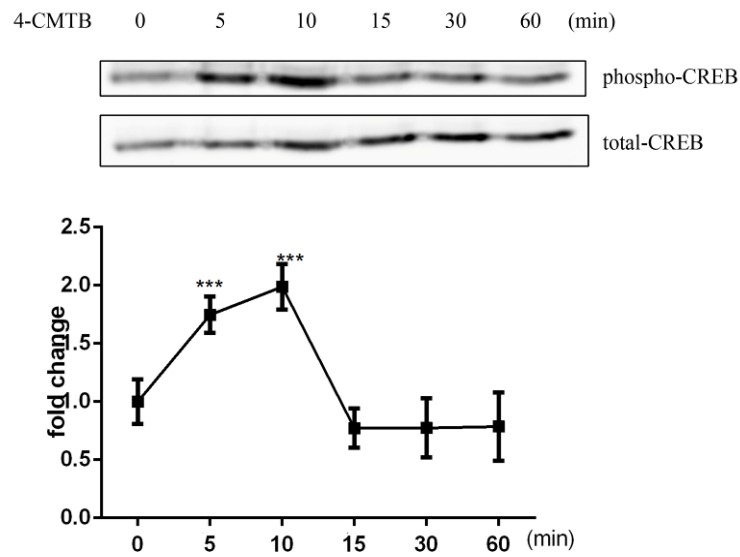 4-CMTB 0 5 10 15 30 60 (min)
phospho-CREB
total-CREB
2.5
***
***
2.0
1.5
1.0
0.5
0.0
fold change
0 5 10 15 30 60 (min)